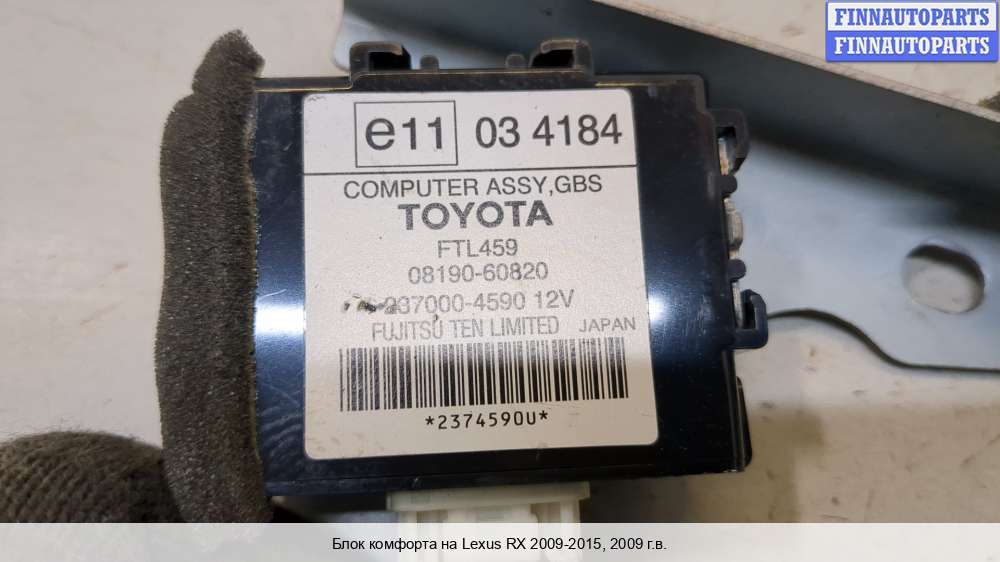 FINNAUTOPARTS
FINNAUTOPARTS
e11 03 4184
COMPUTER ASSY,GBS
TOYOTA
FTL459
08190-60820
237000-4590 12V
FUJITSU TEN LIMITED JAPAN
*2374590U*
Блок комфорта на Lexus RX 2009-2015, 2009 г.в.